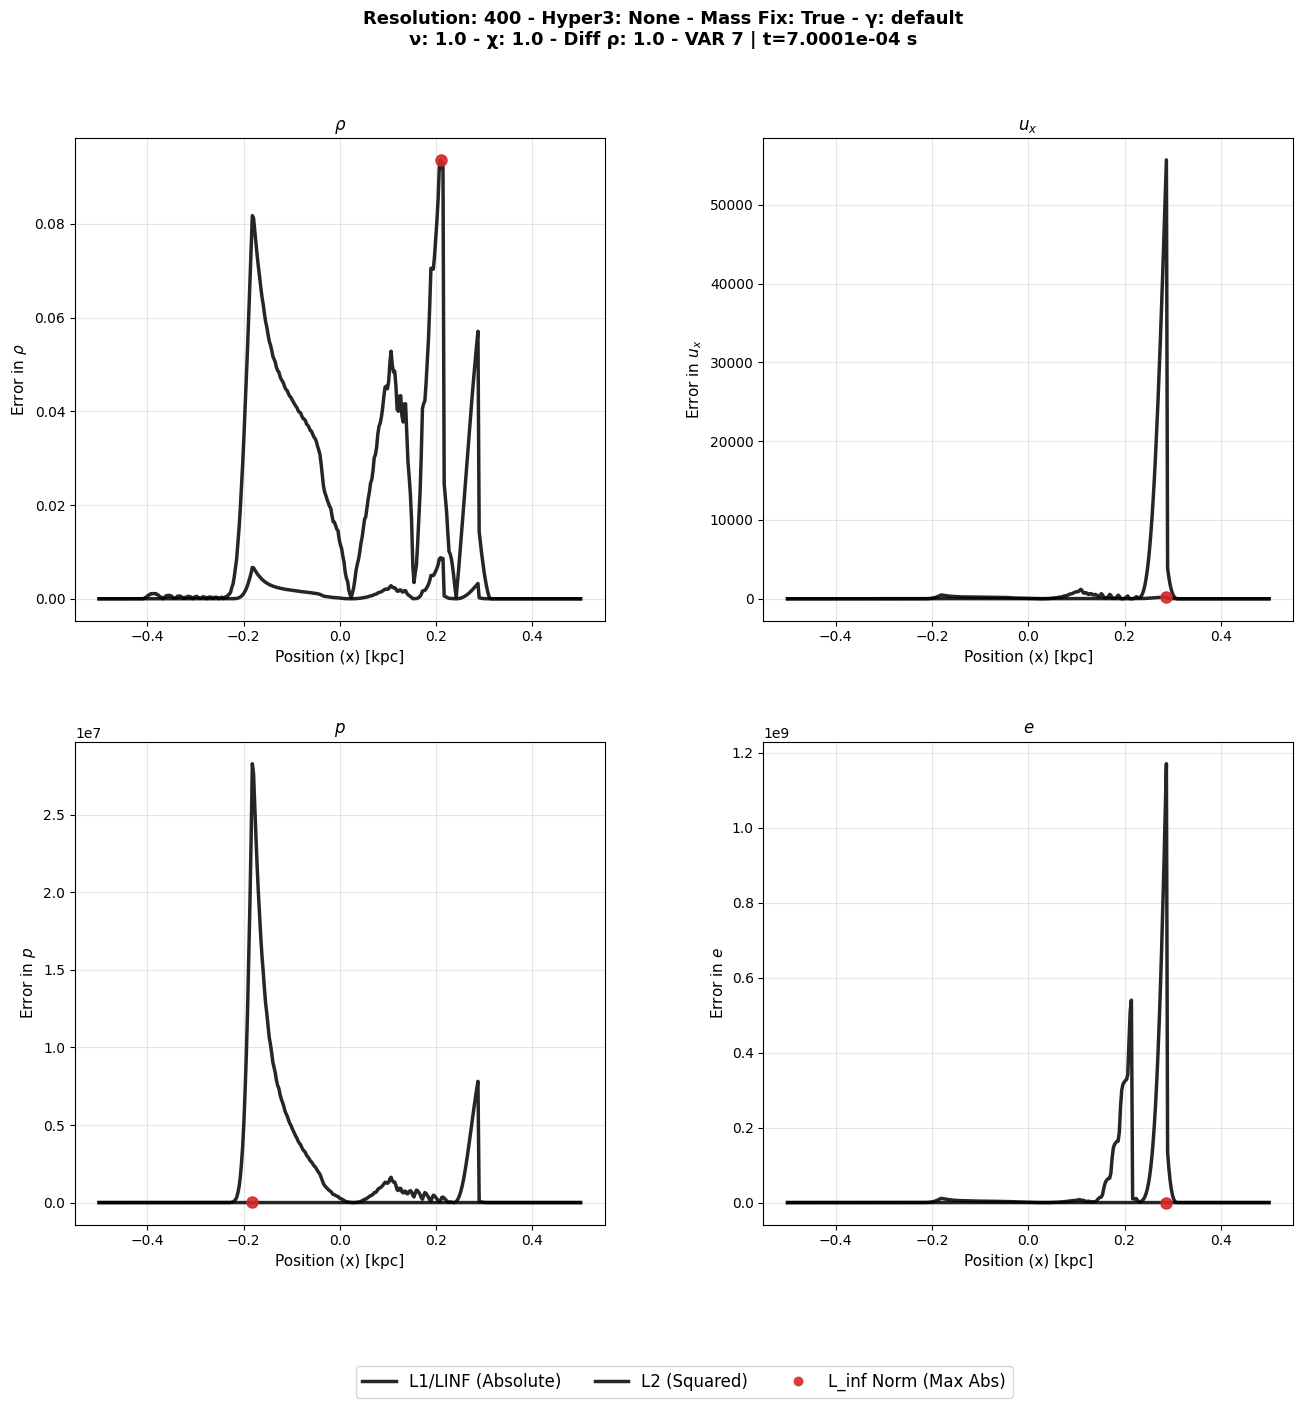 Resolution: 400 - Hyper3: None - Mass Fix: True - γ: default
ν: 1.0 - χ: 1.0 - Diff ρ: 1.0 - VAR 7 | t=7.0001e-04 s
ρ
0.08
0.06
0.04
0.02
0.00
Error in ρ
−0.4 −0.2 0.0 0.2 0.4
Position (x) [kpc]
u_x
50000
40000
30000
20000
10000
0
Error in u_x
−0.4 −0.2 0.0 0.2 0.4
Position (x) [kpc]
p
1e7
2.5
2.0
1.5
1.0
0.5
0.0
Error in p
−0.4 −0.2 0.0 0.2 0.4
Position (x) [kpc]
e
1e9
1.2
1.0
0.8
0.6
0.4
0.2
0.0
Error in e
−0.4 −0.2 0.0 0.2 0.4
Position (x) [kpc]
L1/LINF (Absolute) L2 (Squared) L_inf Norm (Max Abs)